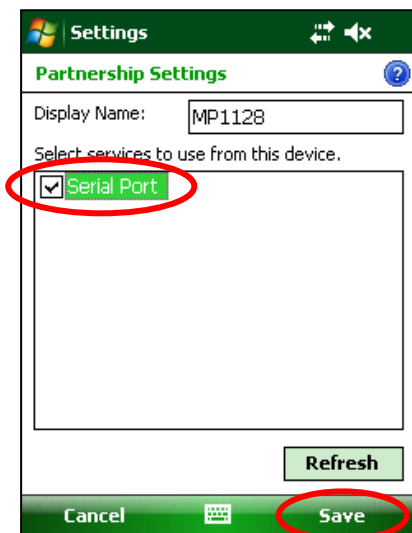 Settings
Partnership Settings ?
Display Name: MP1128
Select services to use from this device.
Serial Port
Refresh
Cancel Save